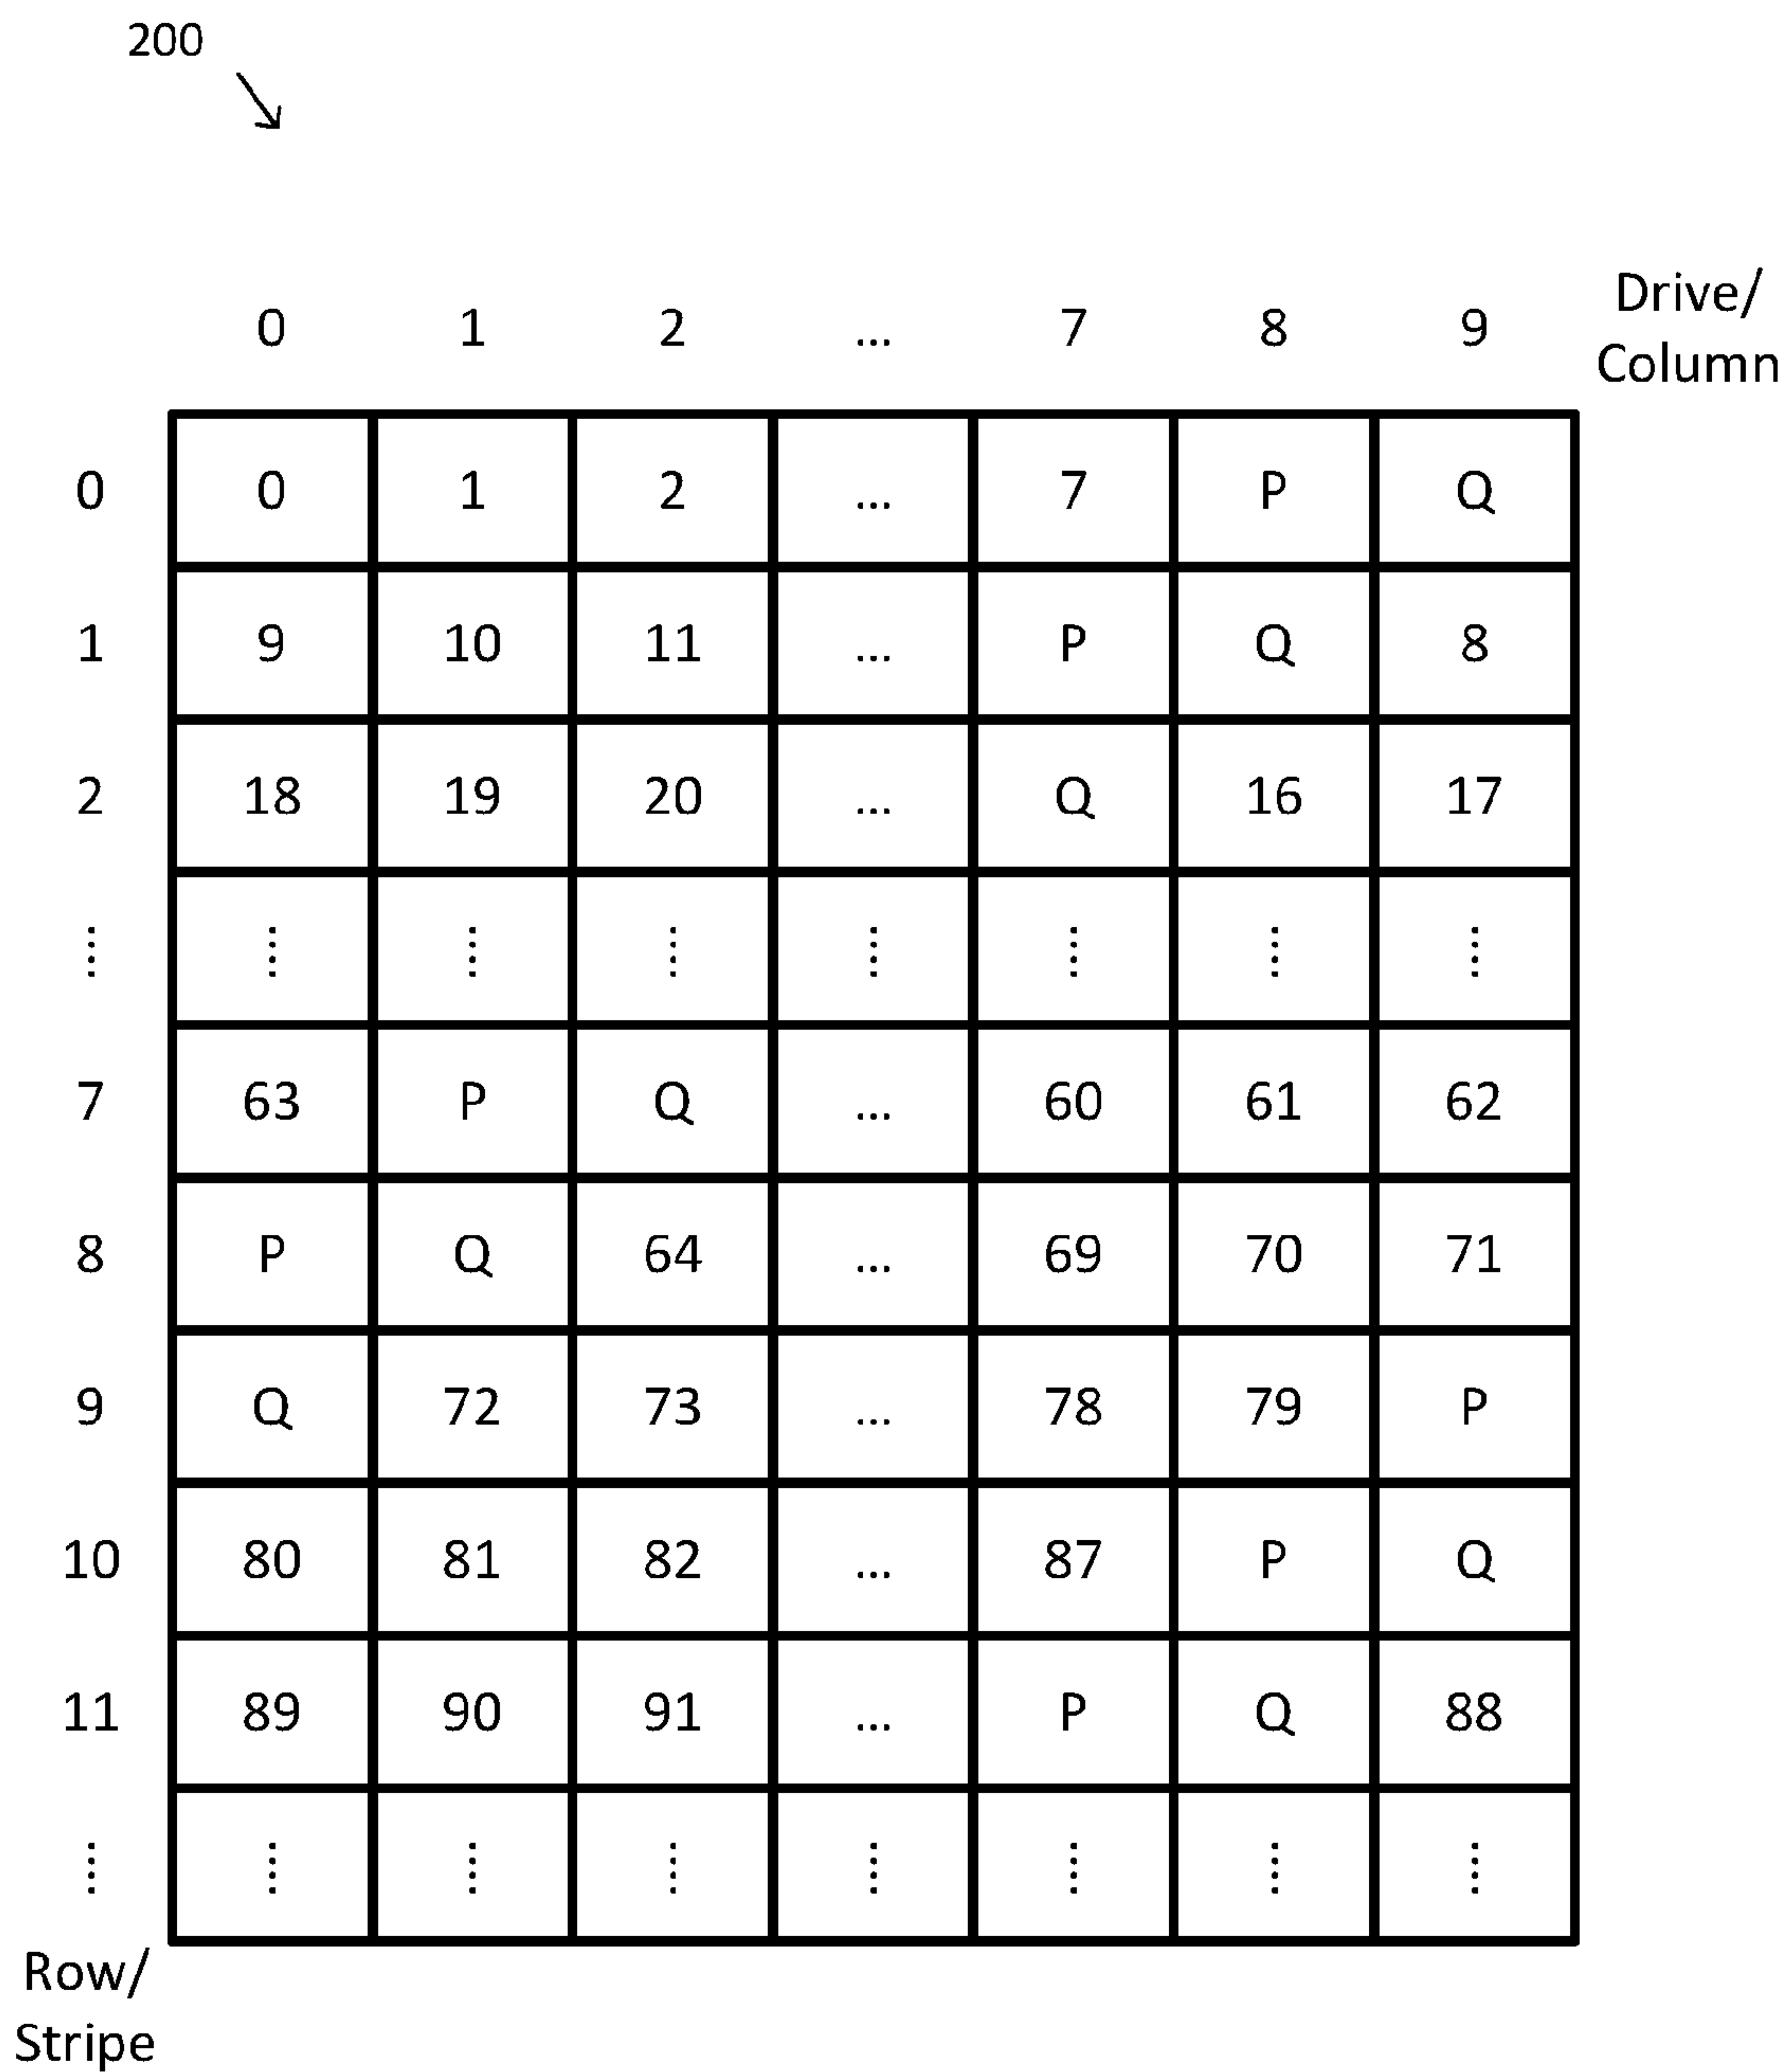 200
0 1 2 ... 7 8 9 Drive/
Column
0 0 1 2 ... 7 P Q
1 9 10 11 ... P Q 8
2 18 19 20 ... Q 16 17
⋮ ⋮ ⋮ ⋮ ⋮ ⋮ ⋮ ⋮
7 63 P Q ... 60 61 62
8 P Q 64 ... 69 70 71
9 Q 72 73 ... 78 79 P
10 80 81 82 ... 87 P Q
11 89 90 91 ... P Q 88
⋮ ⋮ ⋮ ⋮ ⋮ ⋮ ⋮ ⋮
Row/
Stripe